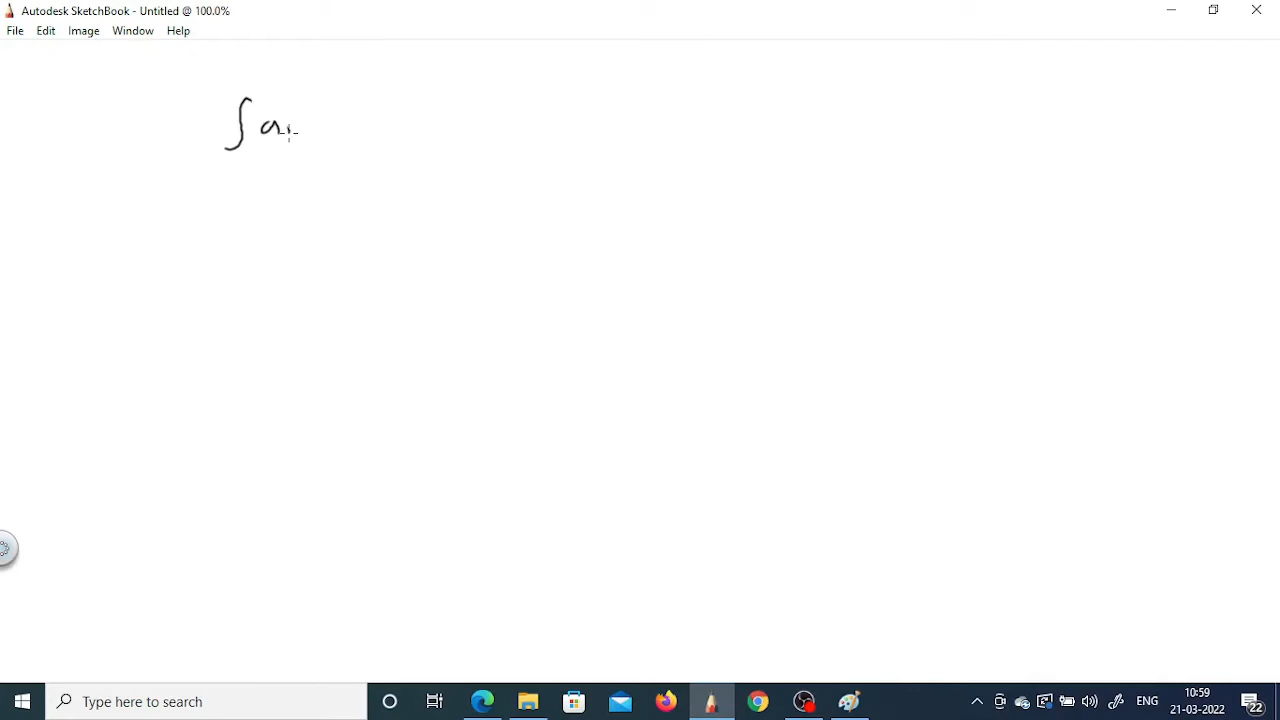 Autodesk SketchBook - Untitled @ 100.0%
File Edit Image Window Help
∫ a
Type here to search
ENG
10:59
21-03-2022
22